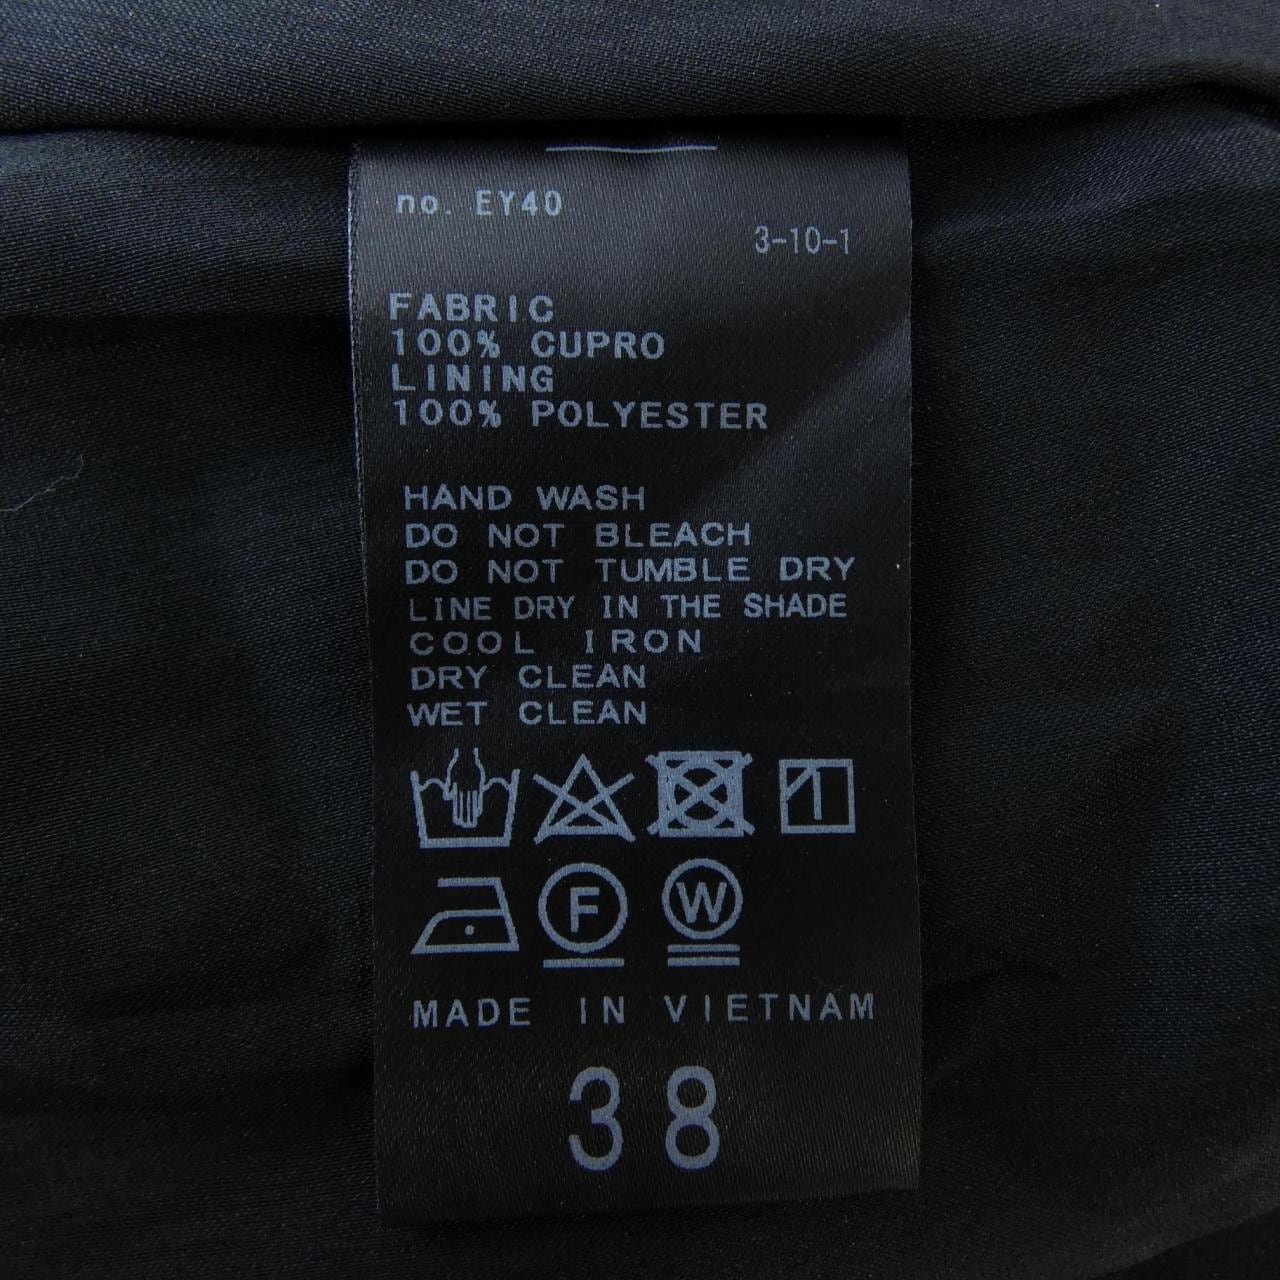 no. EY40
3-10-1
FABRIC
100% CUPRO
LINING
100% POLYESTER
HAND WASH
DO NOT BLEACH
DO NOT TUMBLE DRY
LINE DRY IN THE SHADE
COOL IRON
DRY CLEAN
WET CLEAN
F W
MADE IN VIETNAM
38